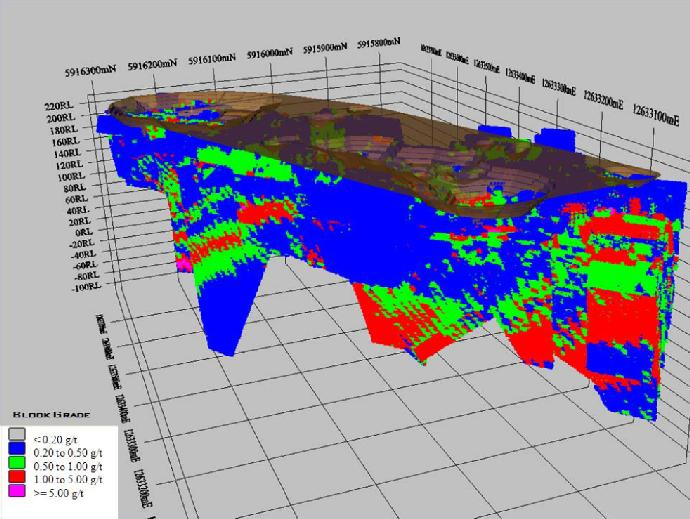 5916300mN 5916200mN 5916100mN 5916000mN 5915900mN 5915800mN
12633300mE 12633200mE 12633100mE
220RL
200RL
180RL
160RL
140RL
120RL
100RL
80RL
60RL
40RL
20RL
0RL
-20RL
-40RL
-60RL
-80RL
-100RL
BLOCK GRADE
<0.20 g/t
0.20 to 0.50 g/t
0.50 to 1.00 g/t
1.00 to 5.00 g/t
>= 5.00 g/t